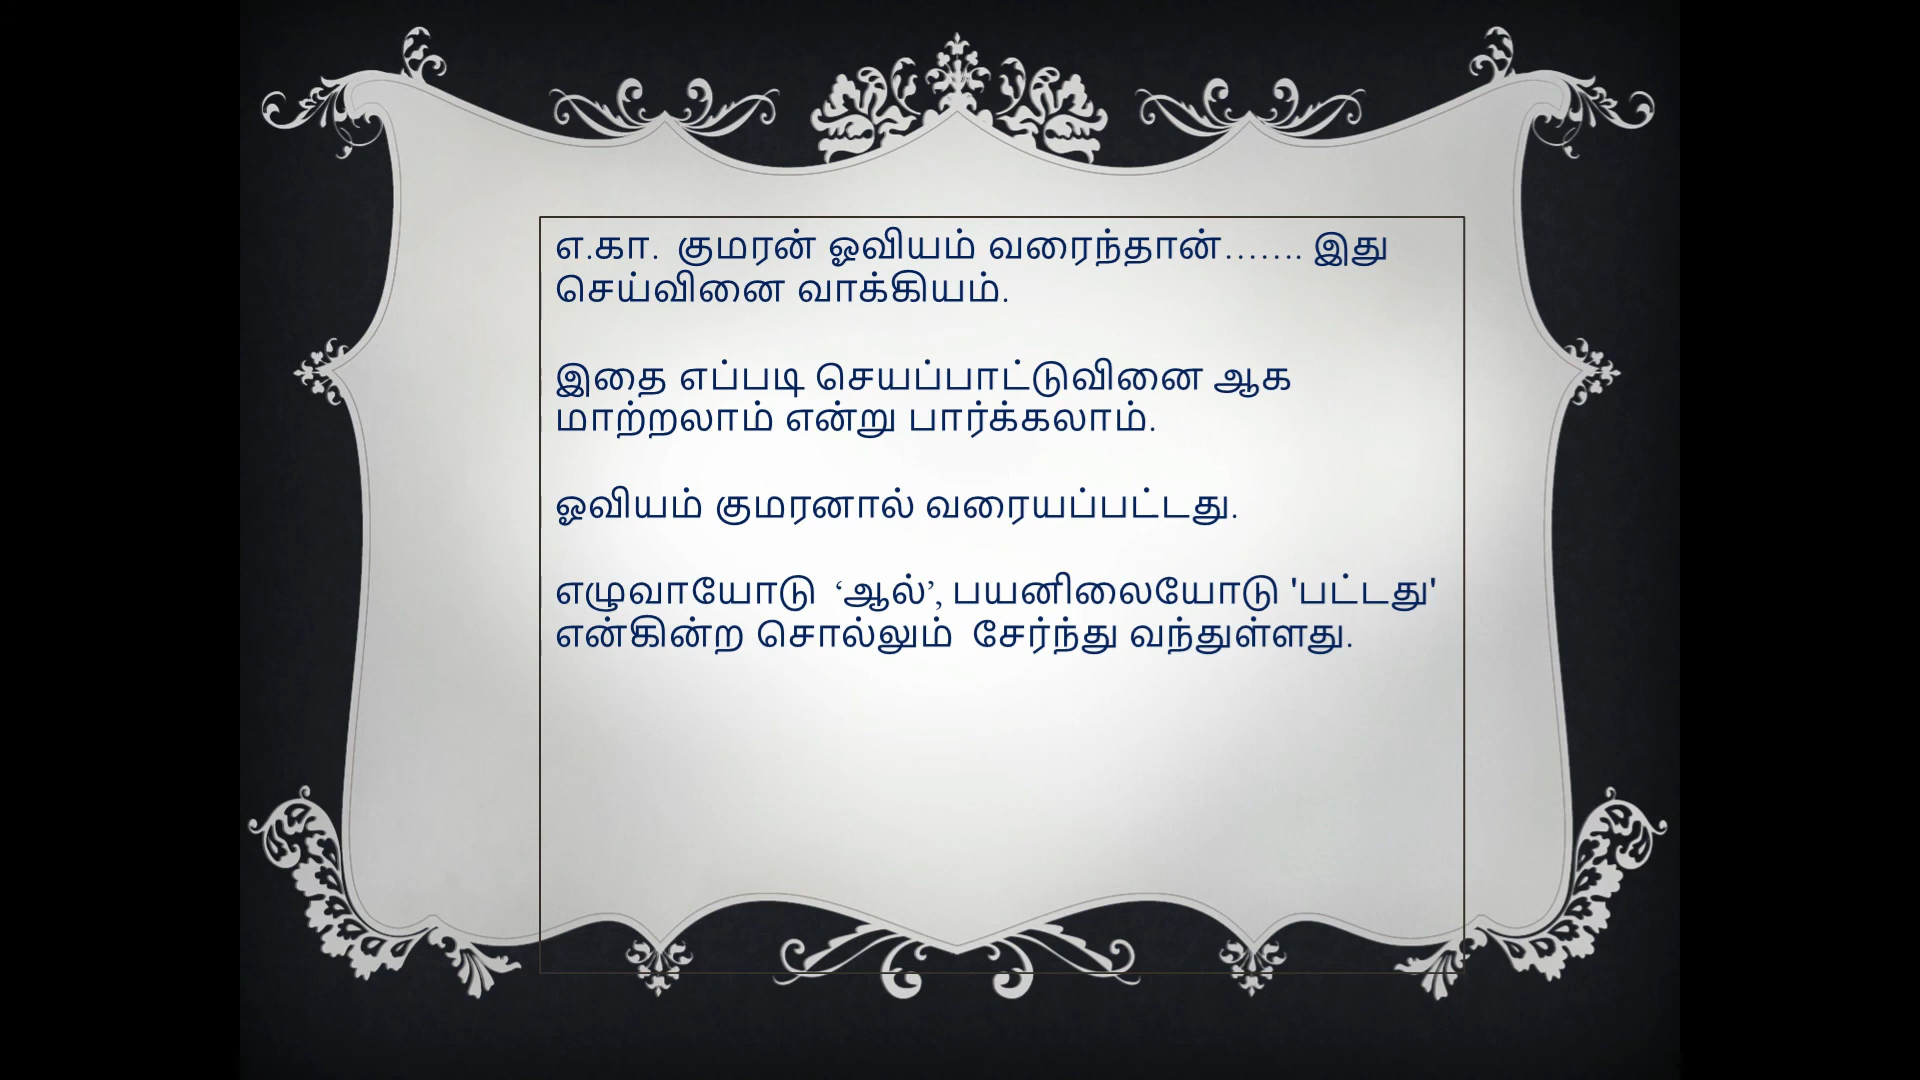 எ.கா.  குமரன் ஓவியம் வரைந்தான்……. இது
செய்வினை வாக்கியம்.
இதை எப்படி செயப்பாட்டுவினை ஆக
மாற்றலாம் என்று பார்க்கலாம்.
ஓவியம் குமரனால் வரையப்பட்டது.
எழுவாயோடு  ‘ஆல்’, பயனிலையோடு 'பட்டது'
என்கின்ற சொல்லும்  சேர்ந்து வந்துள்ளது.